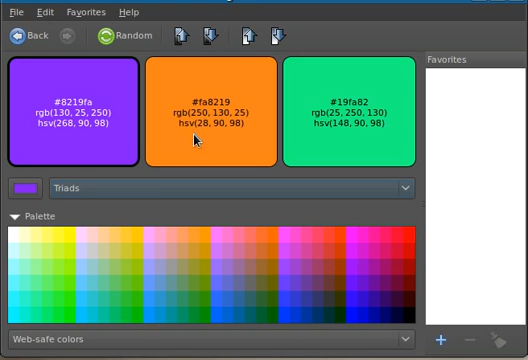 File Edit Favorites Help
Back Random
#8219fa
rgb(130, 25, 250)
hsv(268, 90, 98)
#fa8219
rgb(250, 130, 25)
hsv(28, 90, 98)
#19fa82
rgb(25, 250, 130)
hsv(148, 90, 98)
Favorites
Triads
Palette
Web-safe colors